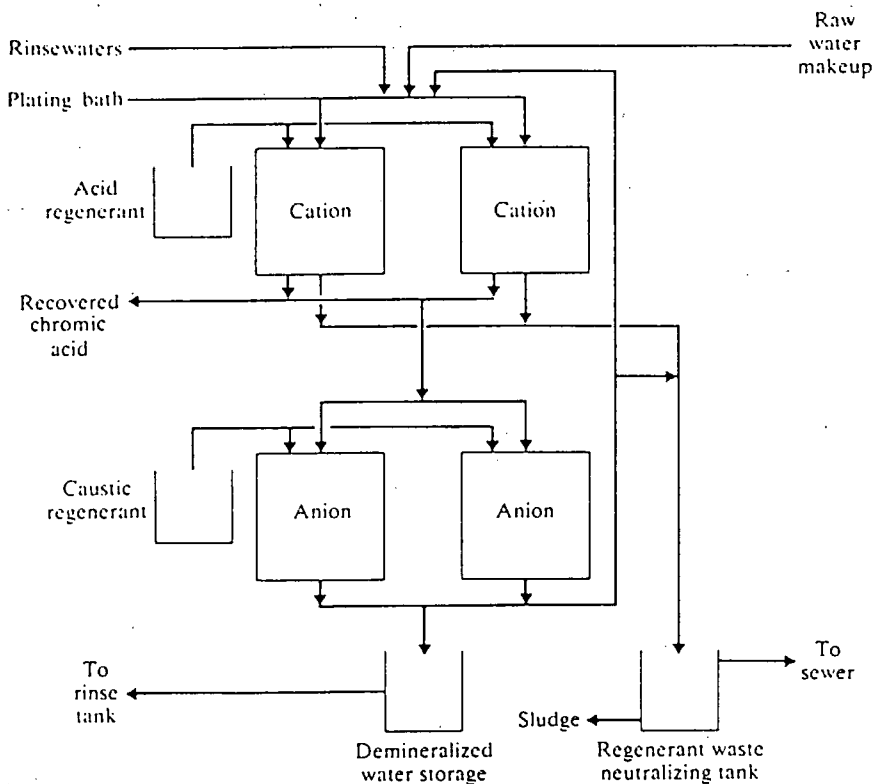 Rinsewaters
Raw
water
makeup
Plating bath
Acid
regenerant
Cation
Cation
Recovered
chromic
acid
Caustic
regenerant
Anion
Anion
To
rinse
tank
To
sewer
Sludge
Demineralized
water storage
Regenerant waste
neutralizing tank